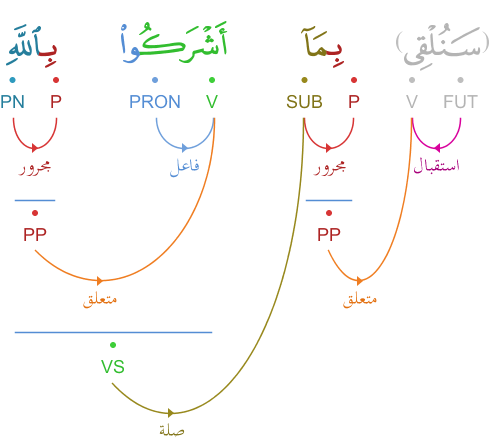 (سَنُلْقِى) بِمَآ أَشْرَكُوا۟ بِٱللَّهِ
FUT V P SUB V PRON P PN
استقبال مجرور فاعل مجرور
PP PP
متعلق متعلق
VS
صلة